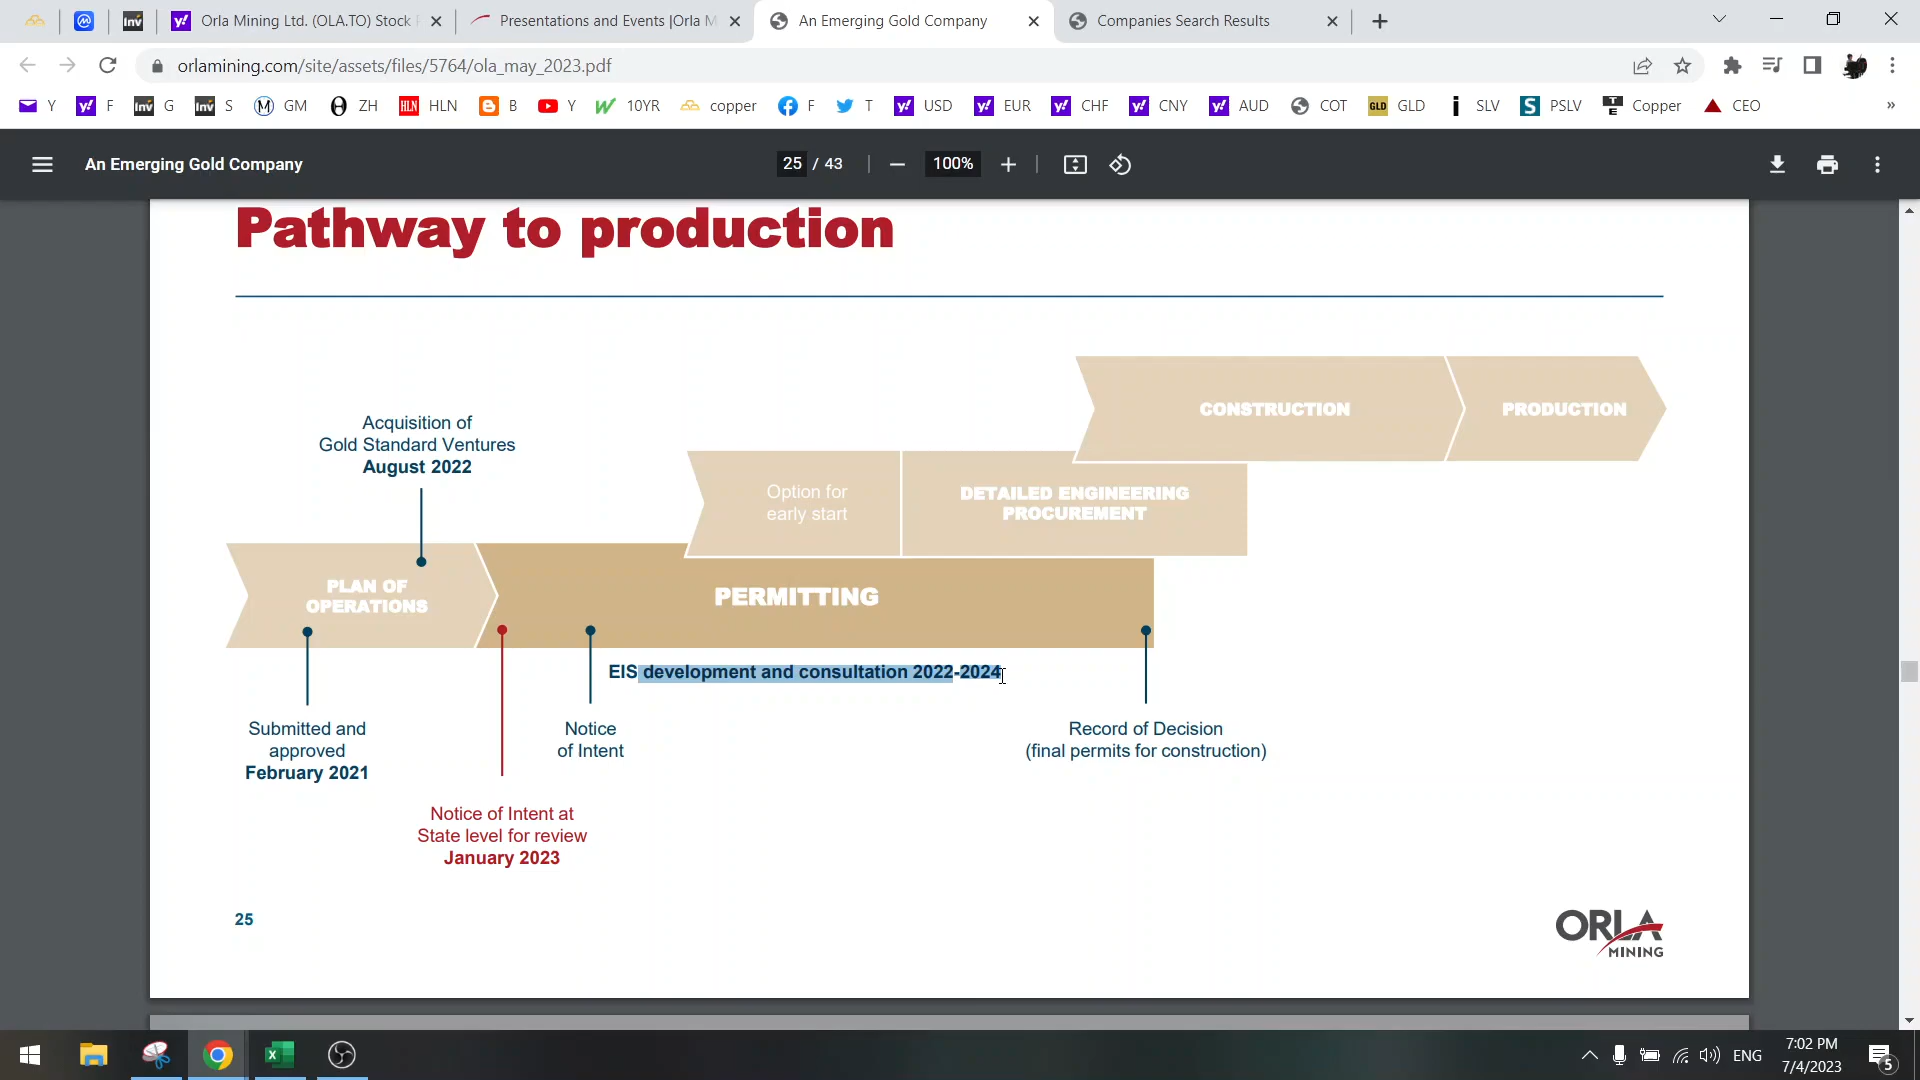 Orla Mining Ltd. (OLA.TO) Stock
Presentations and Events |Orla M
An Emerging Gold Company
Companies Search Results
orlamining.com/site/assets/files/5764/ola_may_2023.pdf
Y
F
G
S
GM
ZH
HLN
B
Y
10YR
copper
F
T
USD
EUR
CHF
CNY
AUD
COT
GLD
SLV
PSLV
Copper
CEO
»
An Emerging Gold Company
25 / 43
100%
Pathway to production
CONSTRUCTION
PRODUCTION
Acquisition of
Gold Standard Ventures
August 2022
Option for
early start
DETAILED ENGINEERING
PROCUREMENT
PLAN OF
OPERATIONS
PERMITTING
EIS development and consultation 2022-2024
Submitted and
approved
February 2021
Notice
of Intent
Record of Decision
(final permits for construction)
Notice of Intent at
State level for review
January 2023
25
ORLA
MINING
ENG
7:02 PM
7/4/2023
5